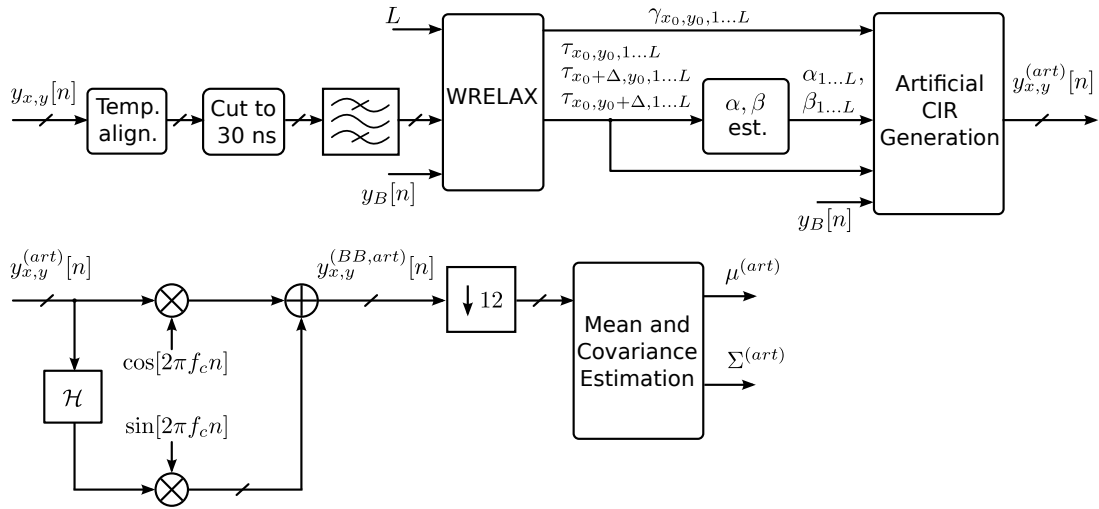 L
γ_{x_0,y_0,1...L}
y_{x,y}[n]
Temp.
align.
Cut to
30 ns
y_B[n]
WRELAX
τ_{x_0,y_0,1...L}
τ_{x_0+Δ,y_0,1...L}
τ_{x_0,y_0+Δ,1...L}
α, β
est.
α_{1...L},
β_{1...L}
y_B[n]
Artificial
CIR
Generation
y_{x,y}^{(art)}[n]
y_{x,y}^{(art)}[n]
cos[2πf_cn]
ℋ
sin[2πf_cn]
y_{x,y}^{(BB,art)}[n]
↓ 12
Mean and
Covariance
Estimation
μ^{(art)}
Σ^{(art)}